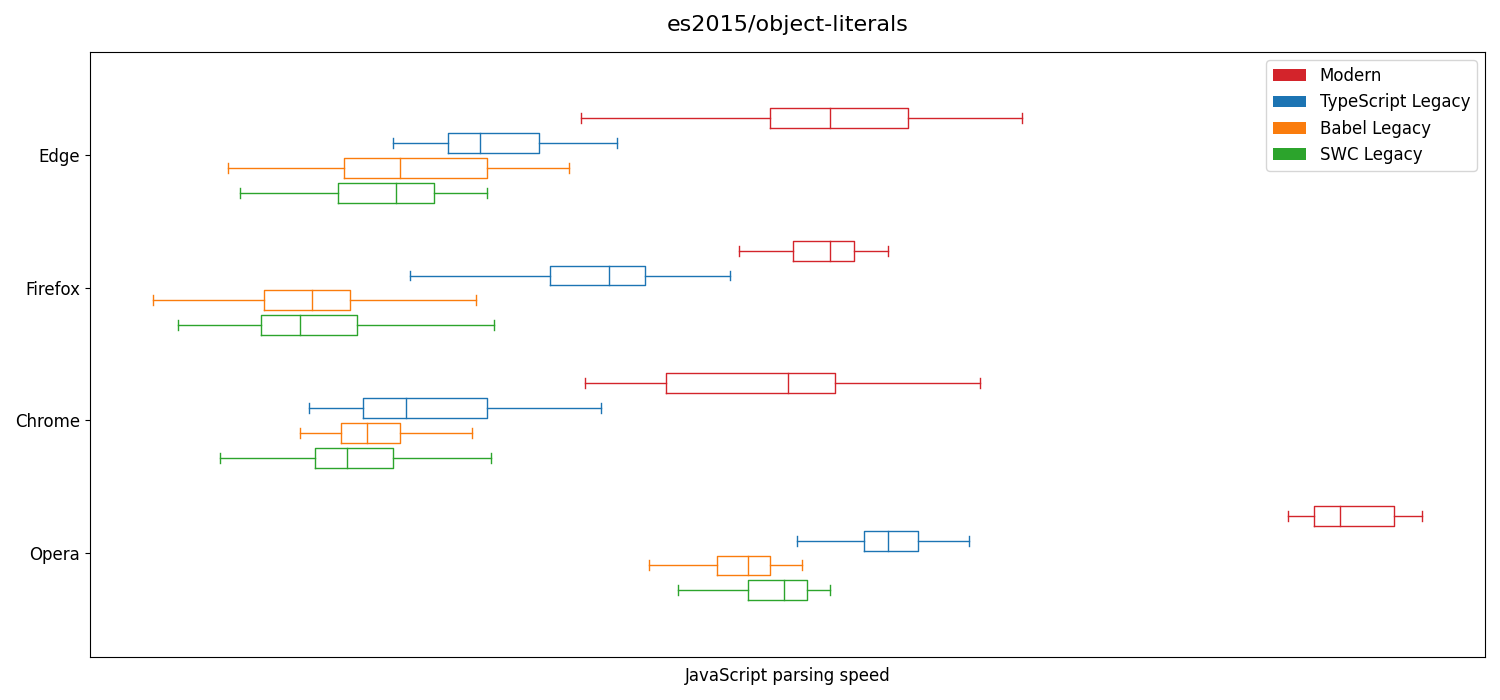 es2015/object-literals
Modern
TypeScript Legacy
Babel Legacy
SWC Legacy
Edge
Firefox
Chrome
Opera
JavaScript parsing speed